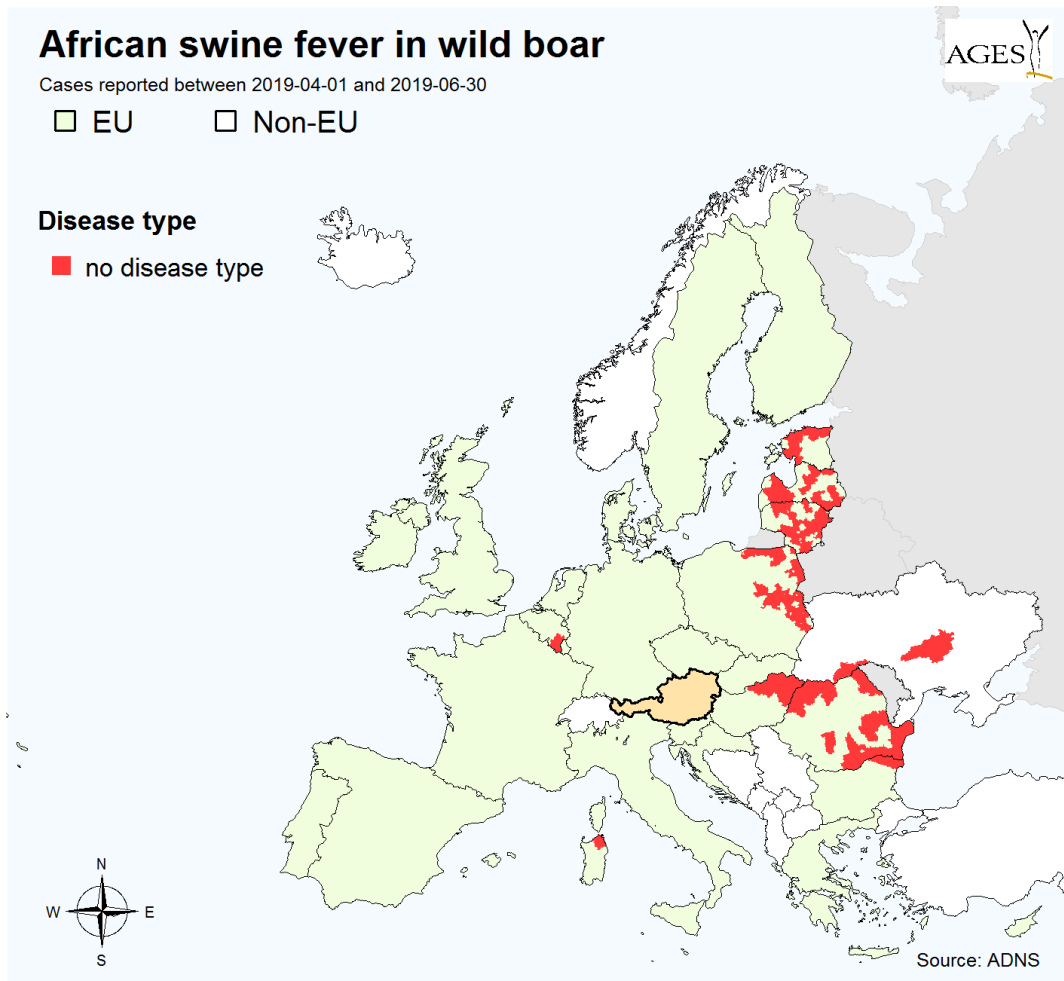 African swine fever in wild boar
AGES
Cases reported between 2019-04-01 and 2019-06-30
EU Non-EU
Disease type
no disease type
N
W E
S
Source: ADNS